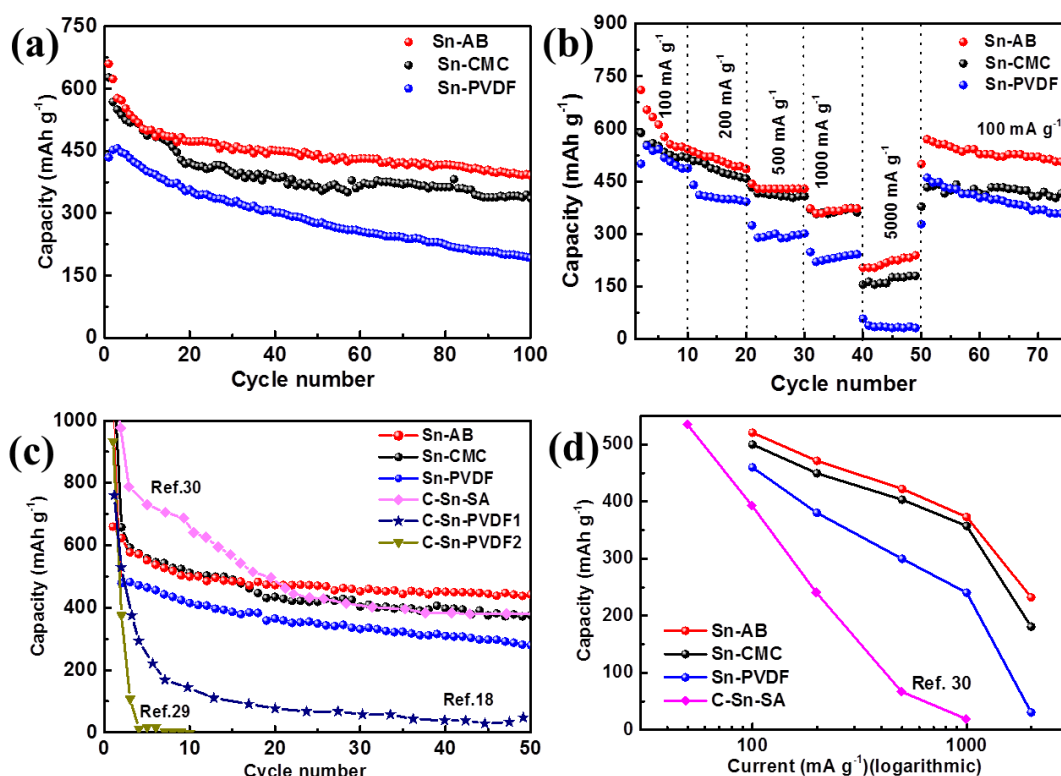 (a)
Sn-AB
Sn-CMC
Sn-PVDF
750
600
450
300
150
0
0 20 40 60 80 100
Capacity (mAh g⁻¹)
Cycle number
(b)
Sn-AB
Sn-CMC
Sn-PVDF
100 mA g⁻¹
200 mA g⁻¹
500 mA g⁻¹
1000 mA g⁻¹
5000 mA g⁻¹
100 mA g⁻¹
900
750
600
450
300
150
0
10 20 30 40 50 60 70
Capacity (mAh g⁻¹)
Cycle number
(c)
Sn-AB
Sn-CMC
Sn-PVDF
C-Sn-SA
C-Sn-PVDF1
C-Sn-PVDF2
Ref.30
Ref.29
Ref.18
1000
800
600
400
200
0
10 20 30 40 50
Capacity (mAh g⁻¹)
Cycle number
(d)
500
400
300
200
100
0
Capacity (mAh g⁻¹)
Sn-AB
Sn-CMC
Sn-PVDF
C-Sn-SA
Ref. 30
100 1000
Current (mA g⁻¹)(logarithmic)